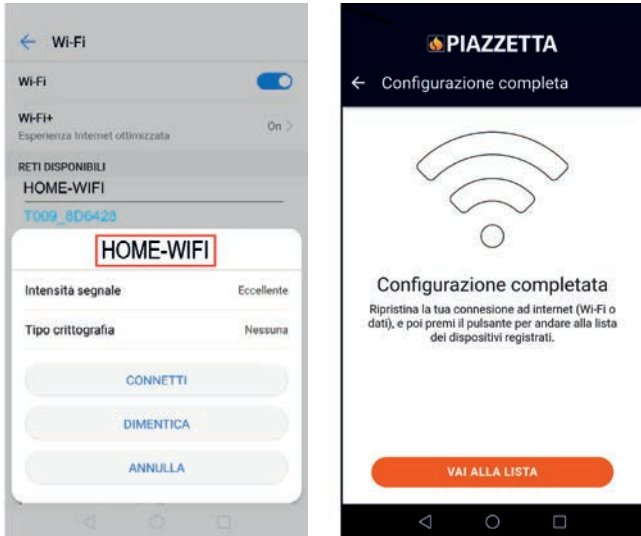 Wi-Fi
Wi-Fi
Wi-Fi+
Esperienza Internet ottimizzata
On
RETI DISPONIBILI
HOME-WIFI
T009_8D6428
HOME-WIFI
Intensità segnale Eccellente
Tipo crittografia Nessuna
CONNETTI
DIMENTICA
ANNULLA
PIAZZETTA
Configurazione completa
Configurazione completata
Ripristina la tua connesione ad internet (Wi-Fi o
dati), e poi premi il pulsante per andare alla lista
dei dispositivi registrati.
VAI ALLA LISTA